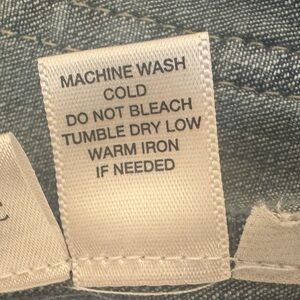 MACHINE WASH
COLD
DO NOT BLEACH
TUMBLE DRY LOW
WARM IRON
IF NEEDED